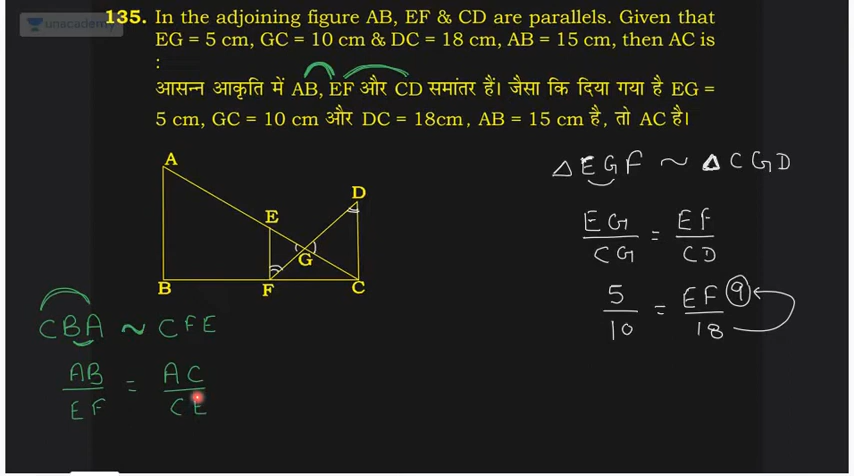 unacademy
135. In the adjoining figure AB, EF & CD are parallels. Given that
EG = 5 cm, GC = 10 cm & DC = 18 cm, AB = 15 cm, then AC is
:
आसन्न आकृति में AB, EF और CD समांतर हैं। जैसा कि दिया गया है EG =
5 cm, GC = 10 cm और DC = 18cm, AB = 15 cm है, तो AC है।
△ EGF ~ △ CGD
A
D
E
G
B F C
EG/CG = EF/CD
5/10 = EF/18 9
CBA ~ CFE
AB/EF = AC/CE